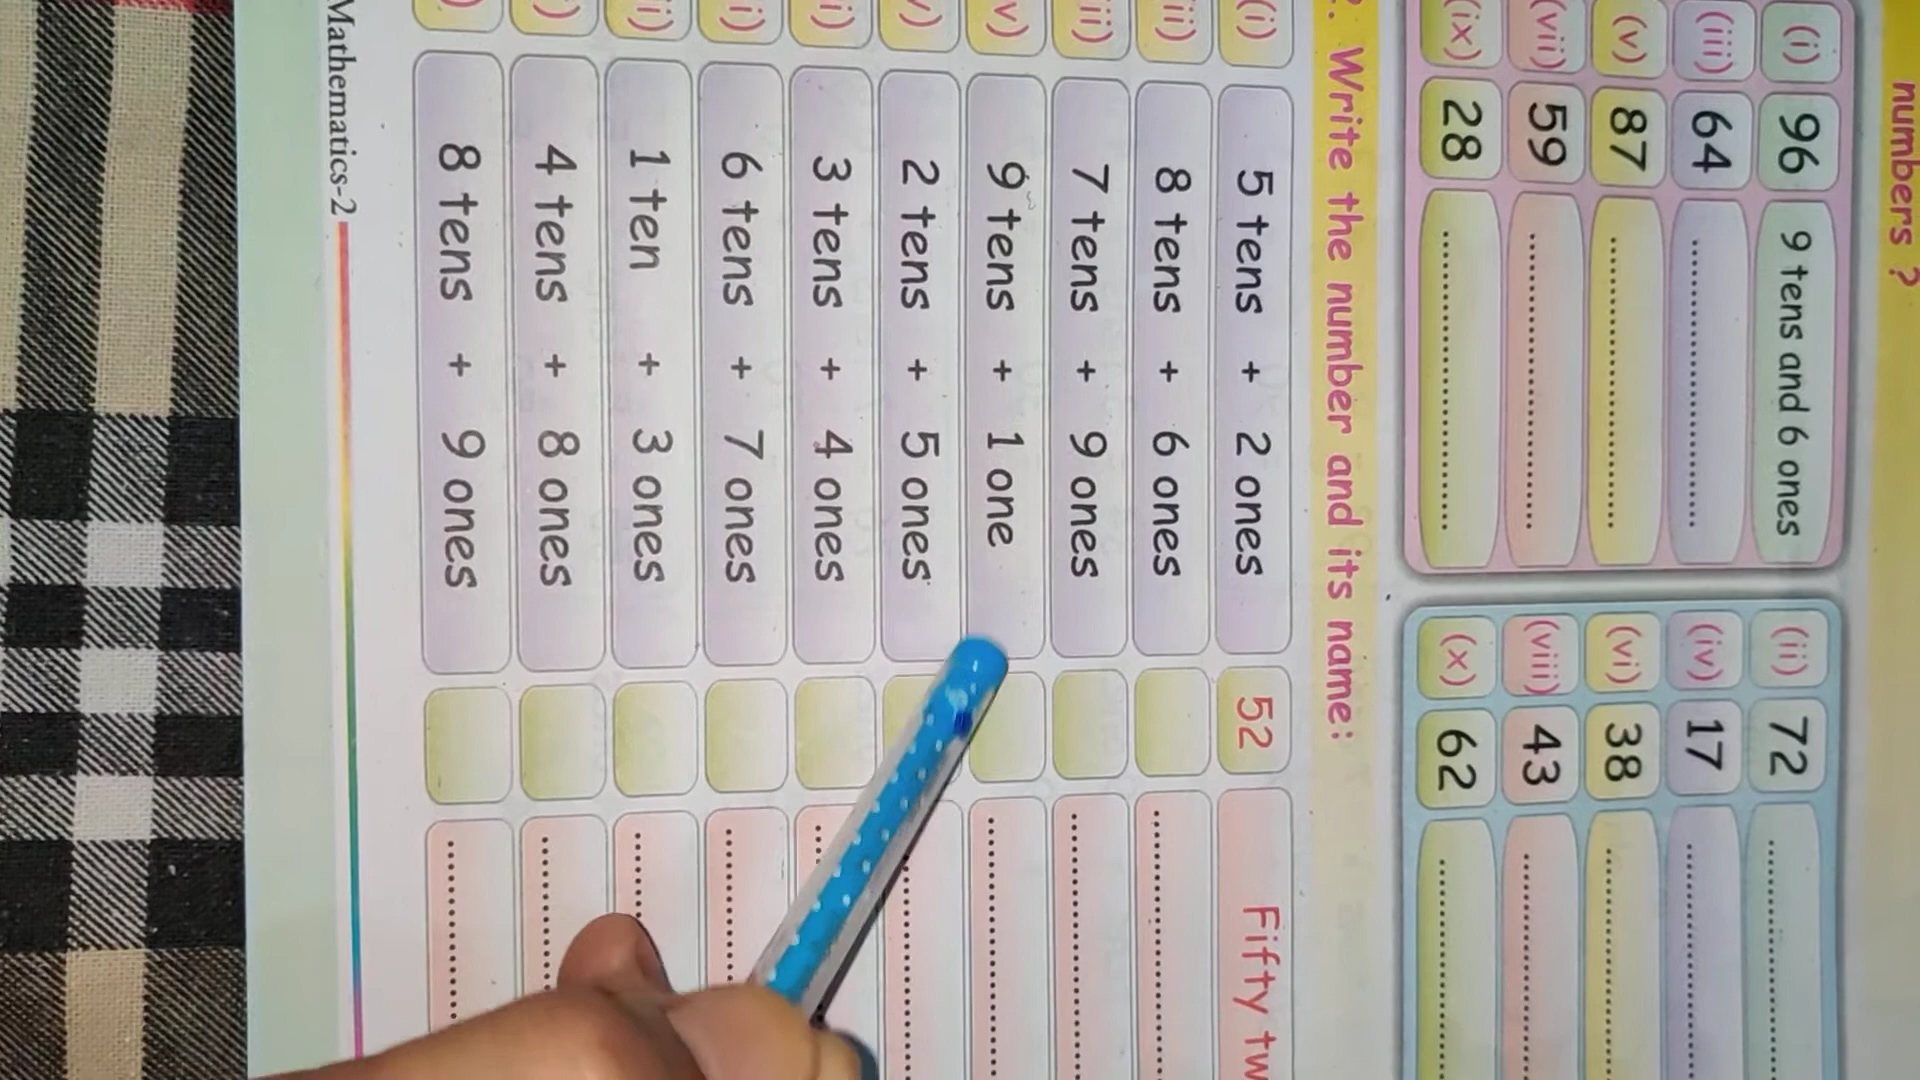 numbers ?
(i) 96 9 tens and 6 ones (ii) 72
(iii) 64 (iv) 17
(v) 87 (vi) 38
(vii) 59 (viii) 43
(ix) 28 (x) 62
. Write the number and its name:
(i) 5 tens + 2 ones 52 Fifty tw
ii) 8 tens + 6 ones
ii) 7 tens + 9 ones
v) 9 tens + 1 one
v) 2 tens + 5 ones
i) 3 tens + 4 ones
i) 6 tens + 7 ones
ii) 1 ten + 3 ones
) 4 tens + 8 ones
) 8 tens + 9 ones
Mathematics-2